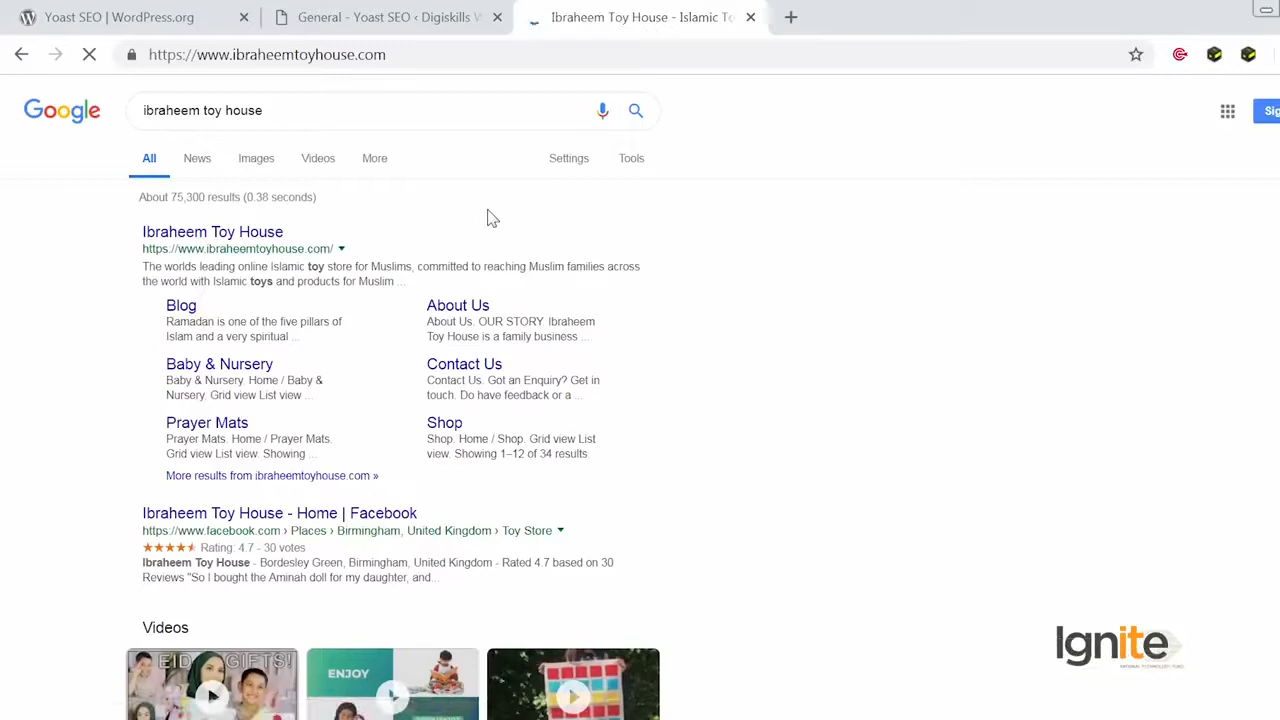 Yoast SEO | WordPress.org
General - Yoast SEO ‹ Digiskills W
Ibraheem Toy House - Islamic To
https://www.ibraheemtoyhouse.com
Google
ibraheem toy house
Sig
All News Images Videos More Settings Tools
About 75,300 results (0.38 seconds)
Ibraheem Toy House
https://www.ibraheemtoyhouse.com/
The worlds leading online Islamic toy store for Muslims, committed to reaching Muslim families across
the world with Islamic toys and products for Muslim ...
Blog
Ramadan is one of the five pillars of
Islam and a very spiritual ...
About Us
About Us. OUR STORY. Ibraheem
Toy House is a family business ...
Baby & Nursery
Baby & Nursery. Home / Baby &
Nursery. Grid view List view ...
Contact Us
Contact Us. Got an Enquiry? Get in
touch. Do have feedback or a ...
Prayer Mats
Prayer Mats. Home / Prayer Mats.
Grid view List view. Showing ...
Shop
Shop. Home / Shop. Grid view List
view. Showing 1–12 of 34 results.
More results from ibraheemtoyhouse.com »
Ibraheem Toy House - Home | Facebook
https://www.facebook.com › Places › Birmingham, United Kingdom › Toy Store
Rating: 4.7 - 30 votes
Ibraheem Toy House - Bordesley Green, Birmingham, United Kingdom - Rated 4.7 based on 30
Reviews "So I bought the Aminah doll for my daughter, and...
Videos
EID GIFTS!
ENJOY
Ignite
NATIONAL TECHNOLOGY FUND